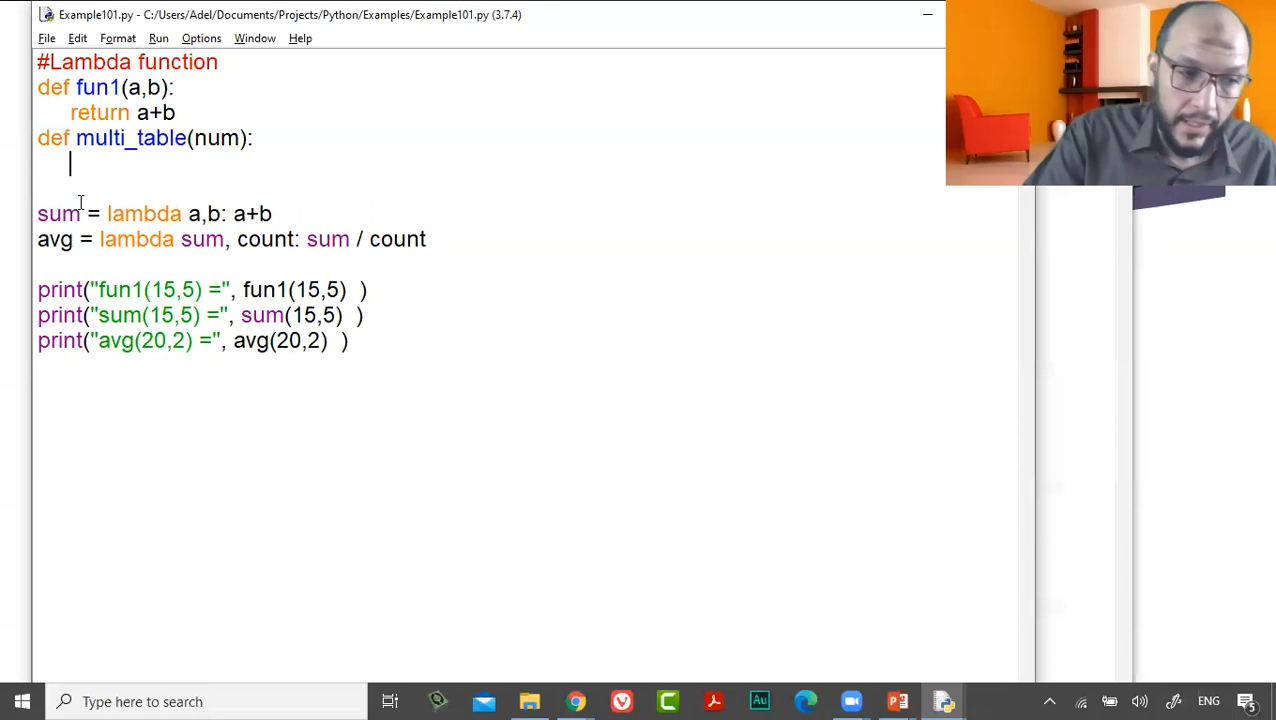 Example101.py - C:/Users/Adel/Documents/Projects/Python/Examples/Example101.py (3.7.4)
File Edit Format Run Options Window Help
#Lambda function
def fun1(a,b):
return a+b
def multi_table(num):
sum = lambda a,b: a+b
avg = lambda sum, count: sum / count
print("fun1(15,5) =", fun1(15,5)  )
print("sum(15,5) =", sum(15,5)  )
print("avg(20,2) =", avg(20,2)  )
Type here to search
ENG
5